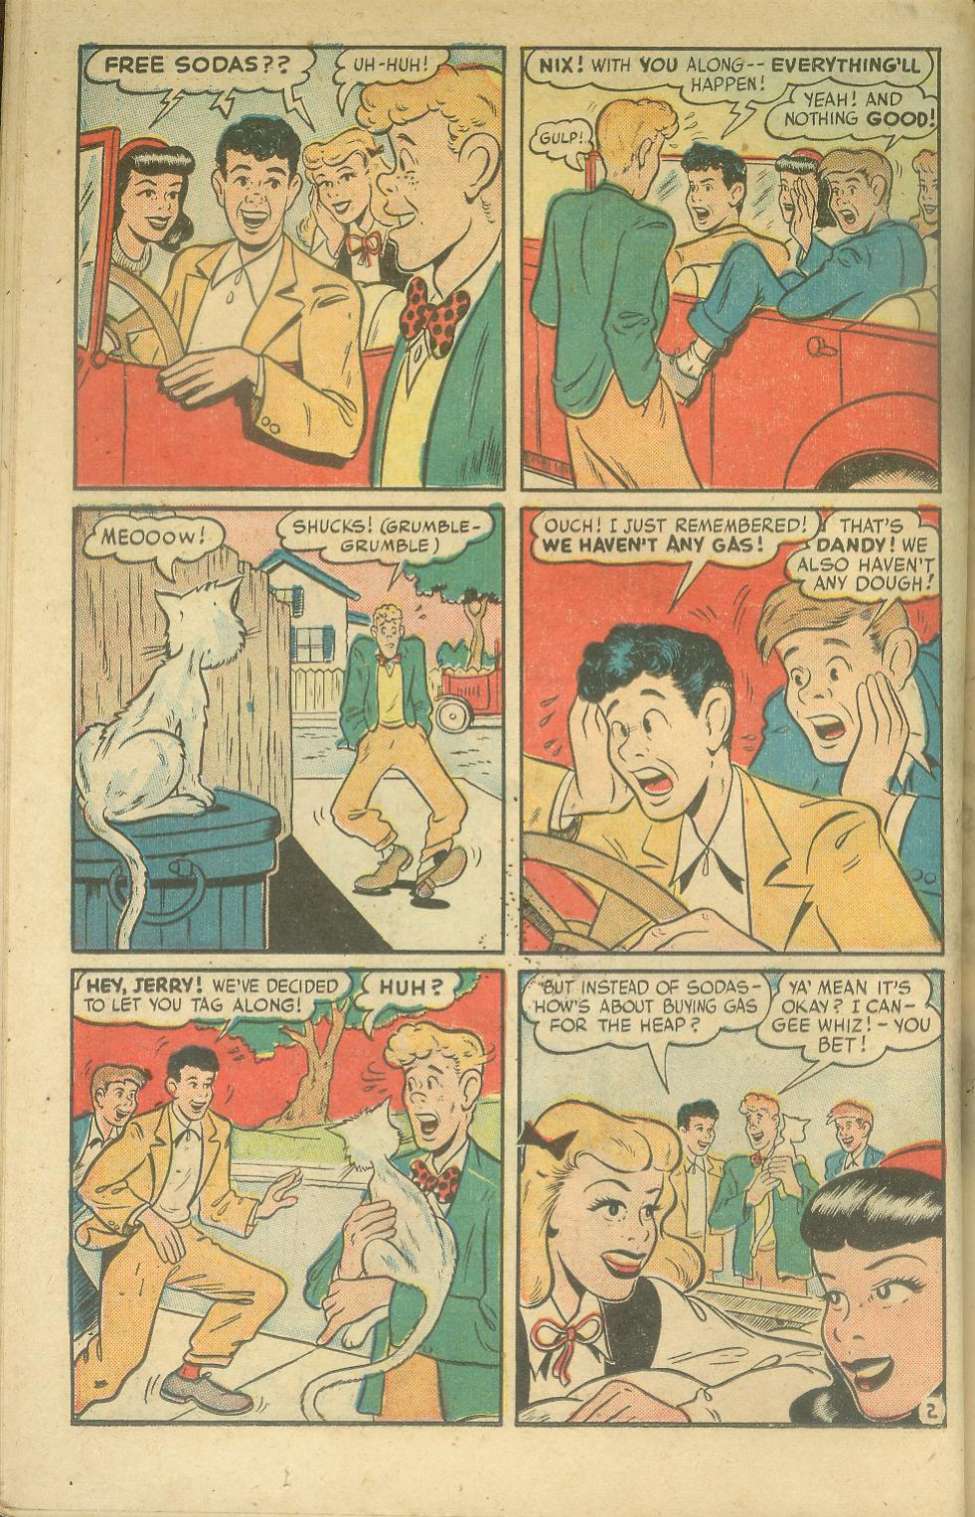 FREE SODAS??
UH-HUH!
NIX! WITH YOU ALONG-- EVERYTHING'LL
HAPPEN!
YEAH! AND
NOTHING GOOD!
GULP!
MEOOOW!
SHUCKS! (GRUMBLE-
GRUMBLE)
OUCH! I JUST REMEMBERED!
WE HAVEN'T ANY GAS!
THAT'S
DANDY! WE
ALSO HAVEN'T
ANY DOUGH!
HEY, JERRY! WE'VE DECIDED
TO LET YOU TAG ALONG!
HUH?
BUT INSTEAD OF SODAS-
-HOW'S ABOUT BUYING GAS
FOR THE HEAP?
YA' MEAN IT'S
OKAY? I CAN-
GEE WHIZ!-YOU
BET!
2